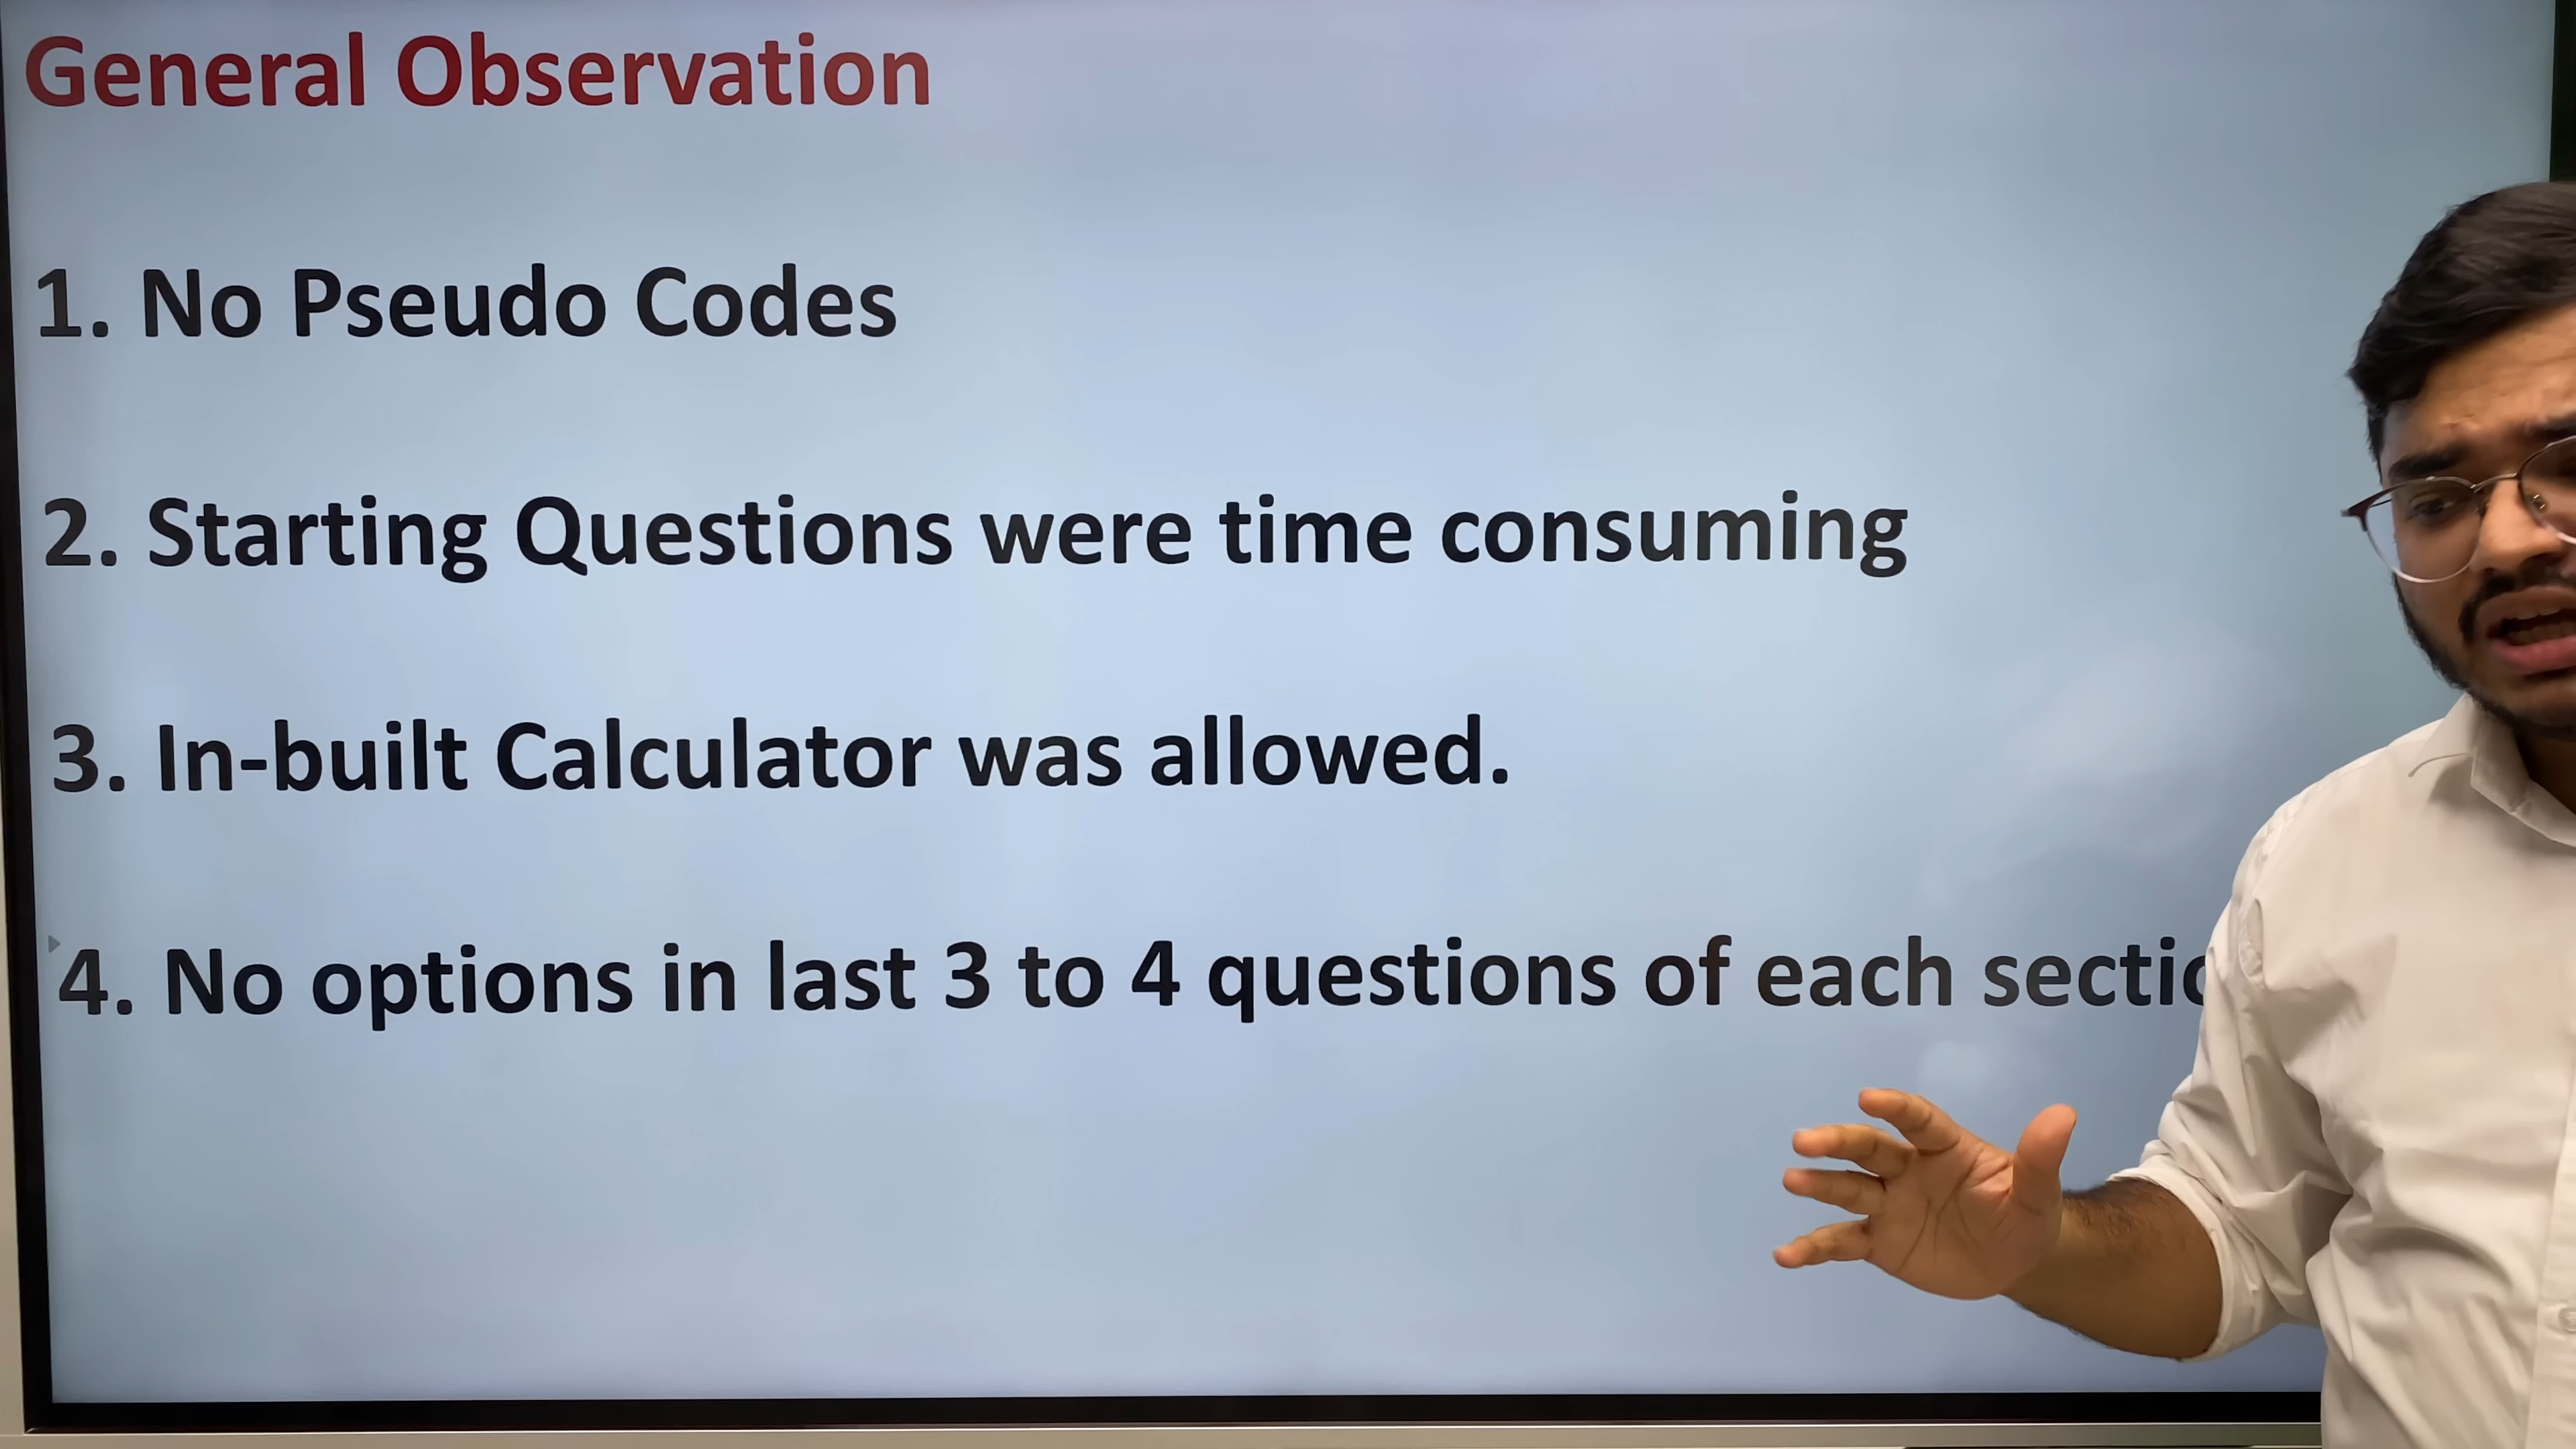 General Observation
1. No Pseudo Codes
2. Starting Questions were time consuming
3. In-built Calculator was allowed.
4. No options in last 3 to 4 questions of each